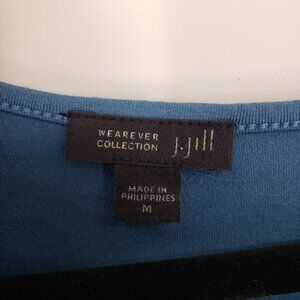 WEAREVER
COLLECTION
J.Jill
MADE IN
PHILIPPINES
M